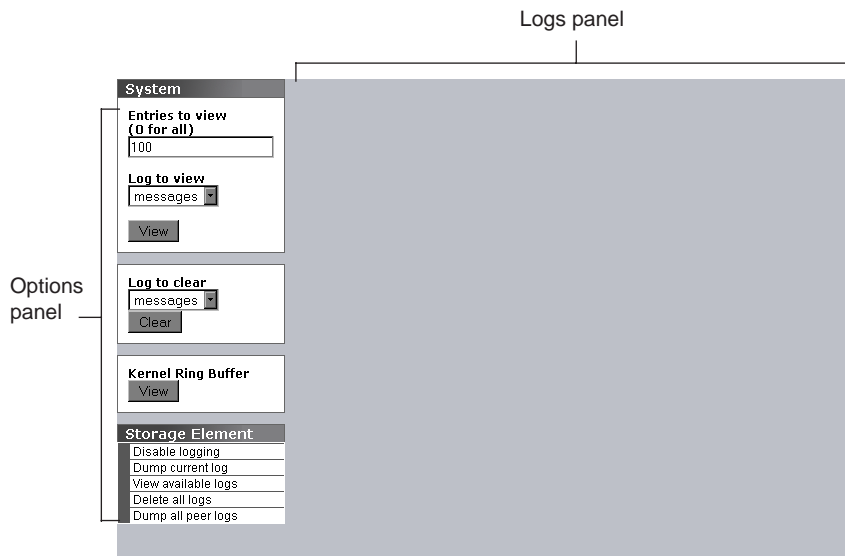 Logs panel
System
Entries to view
(0 for all)
100
Log to view
messages
View
Options
panel
Log to clear
messages
Clear
Kernel Ring Buffer
View
Storage Element
Disable logging
Dump current log
View available logs
Delete all logs
Dump all peer logs